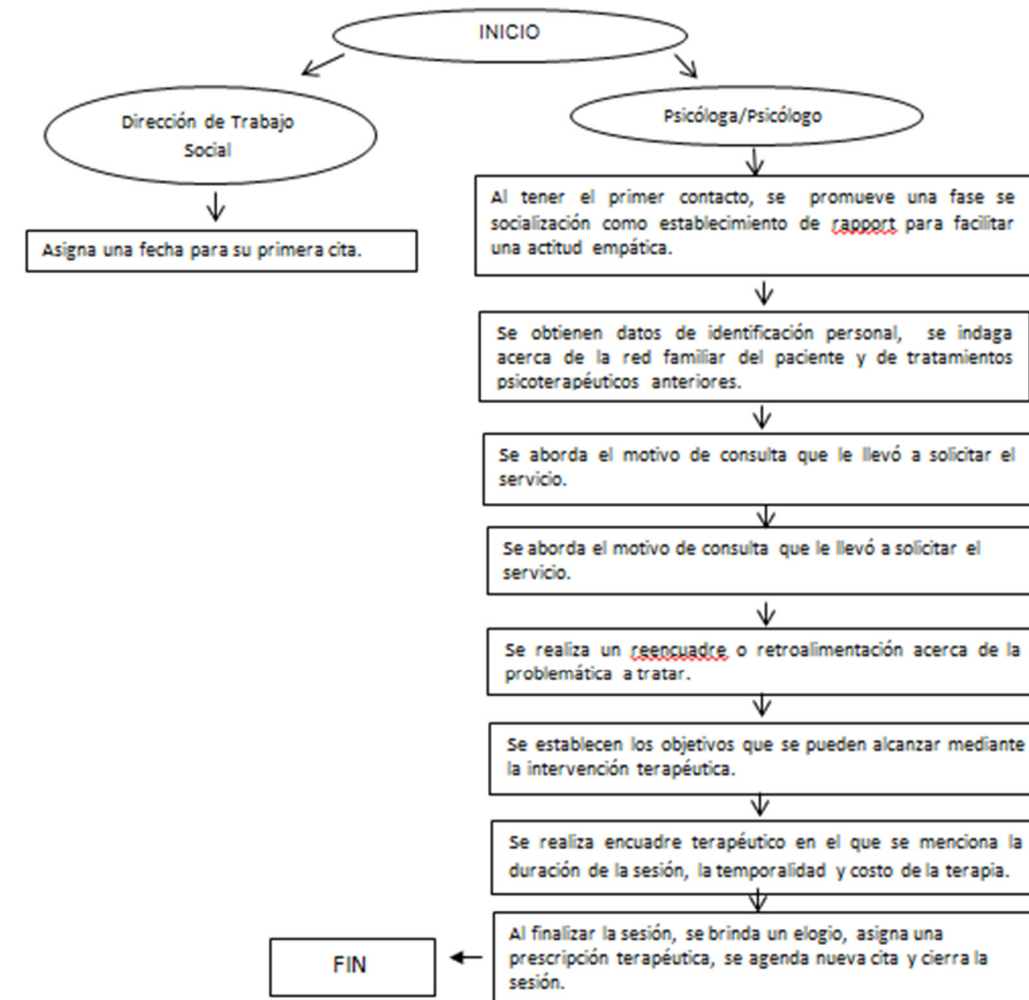 INICIO
Dirección de Trabajo
Social
Psicóloga/Psicólogo
Asigna una fecha para su primera cita.
Al tener el primer contacto, se promueve una fase se
socialización como establecimiento de rapport para facilitar
una actitud empática.
Se obtienen datos de identificación personal, se indaga
acerca de la red familiar del paciente y de tratamientos
psicoterapéuticos anteriores.
Se aborda el motivo de consulta que le llevó a solicitar el
servicio.
Se aborda el motivo de consulta que le llevó a solicitar el
servicio.
Se realiza un reencuadre o retroalimentación acerca de la
problemática a tratar.
Se establecen los objetivos que se pueden alcanzar mediante
la intervención terapéutica.
Se realiza encuadre terapéutico en el que se menciona la
duración de la sesión, la temporalidad y costo de la terapia.
Al finalizar la sesión, se brinda un elogio, asigna una
prescripción terapéutica, se agenda nueva cita y cierra la
sesión.
FIN